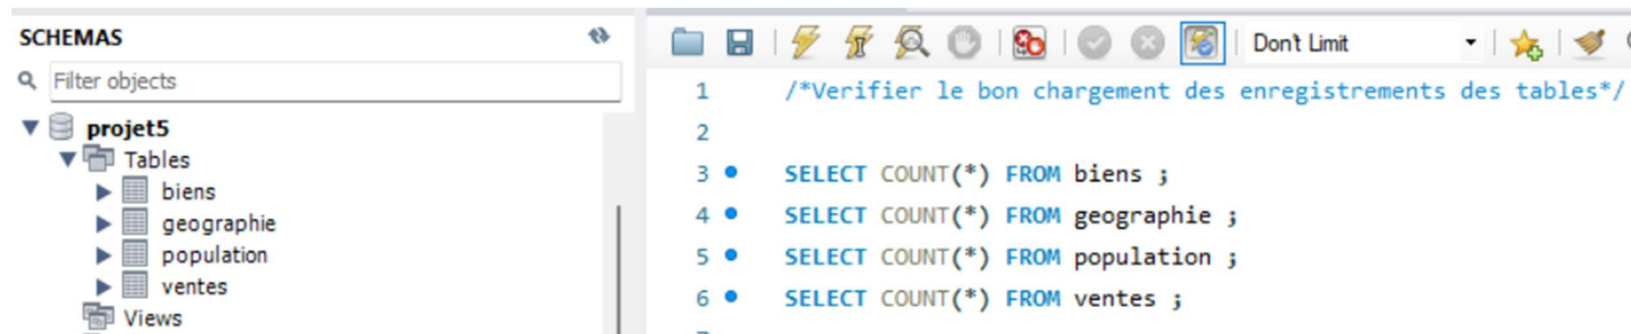 SCHEMAS
Filter objects
projet5
Tables
biens
geographie
population
ventes
Views
Don't Limit
1 /*Verifier le bon chargement des enregistrements des tables*/
2
3 SELECT COUNT(*) FROM biens ;
4 SELECT COUNT(*) FROM geographie ;
5 SELECT COUNT(*) FROM population ;
6 SELECT COUNT(*) FROM ventes ;